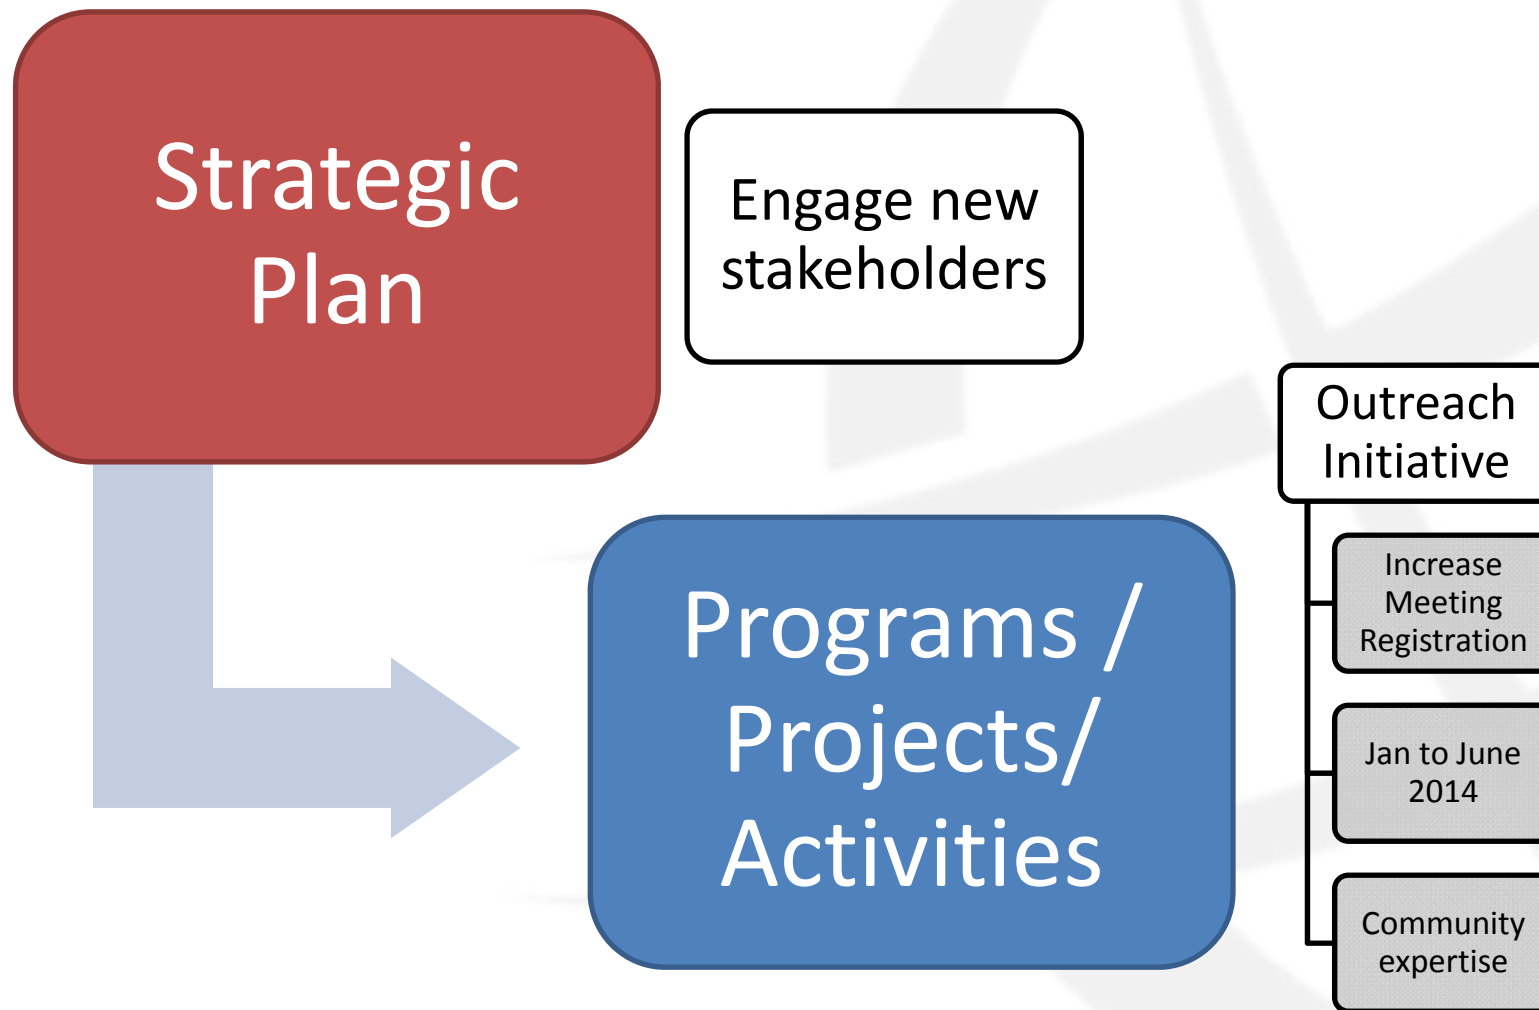 Strategic
Plan
Engage new
stakeholders
Outreach
Initiative
Increase
Meeting
Registration
Jan to June
2014
Community
expertise
Programs /
Projects/
Activities